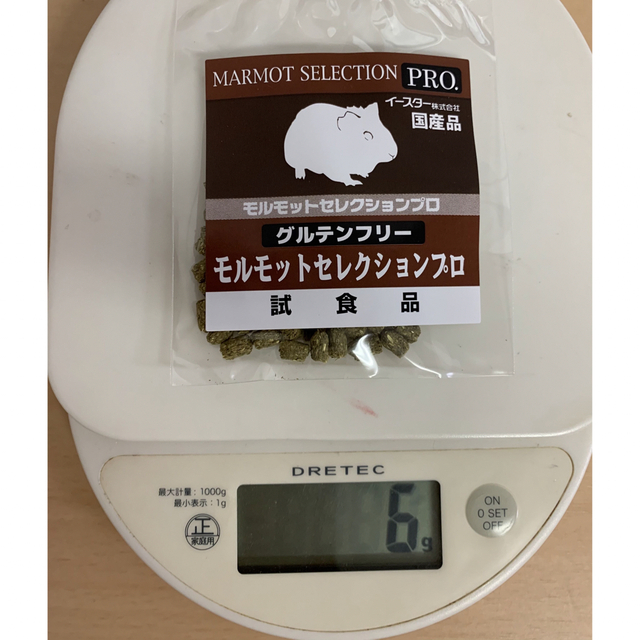 MARMOT SELECTION PRO.
イースター株式会社
国産品
モルモットセレクションプロ
グルテンフリー
モルモットセレクションプロ
試食品
DRETEC
最大計量:1000g
最小表示:1g
正
家庭用
6g
ON
0 SET
OFF